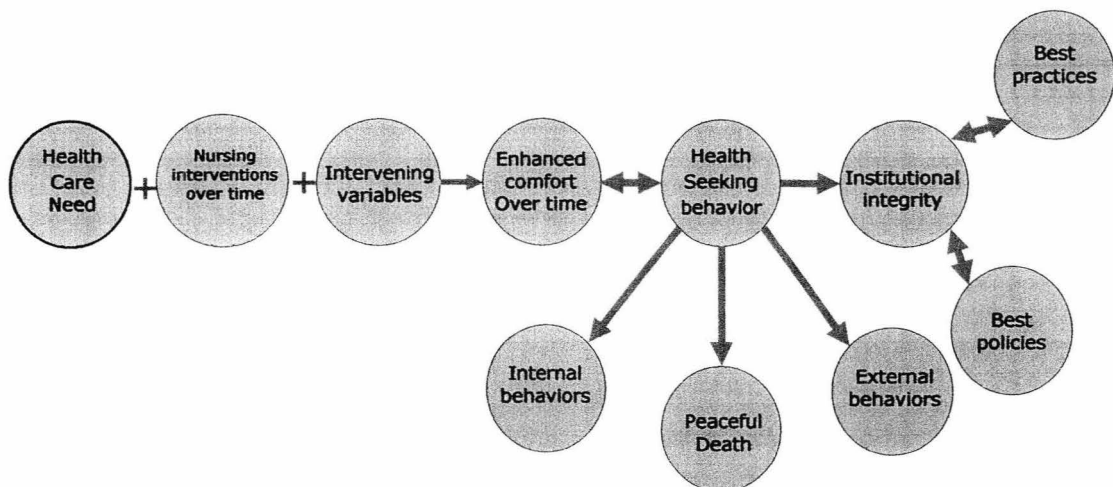 Health
Care
Need
+
Nursing
interventions
over time
+
Intervening
variables
Enhanced
comfort
Over time
Health
Seeking
behavior
Institutional
integrity
Best
practices
Best
policies
Internal
behaviors
Peaceful
Death
External
behaviors